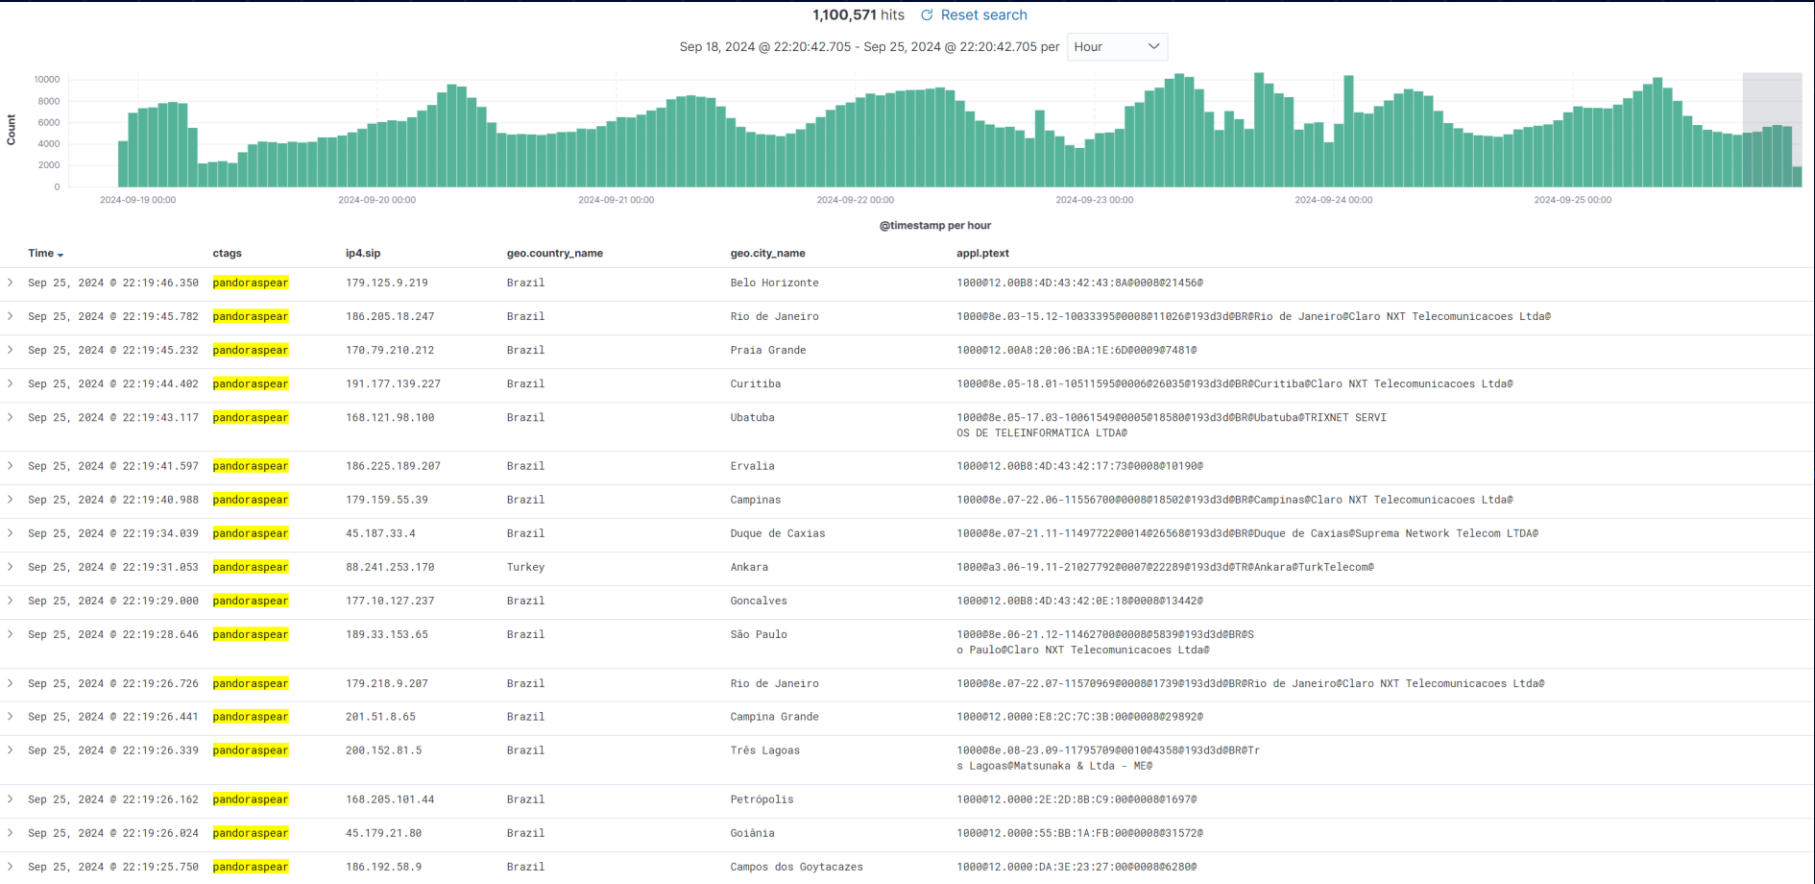 1,100,571 hits Reset search
Sep 18, 2024 @ 22:20:42.705 - Sep 25, 2024 @ 22:20:42.705 per Hour
Count
10000
8000
6000
4000
2000
0
2024-09-19 00:00 2024-09-20 00:00 2024-09-21 00:00 2024-09-22 00:00 2024-09-23 00:00 2024-09-24 00:00 2024-09-25 00:00
@timestamp per hour
Time ctags ip4.sip geo.country_name geo.city_name appl.ptext
Sep 25, 2024 @ 22:19:46.350 pandoraspear 179.125.9.219 Brazil Belo Horizonte 1000@12.00B8:4D:43:42:43:8A@0008@21456@
Sep 25, 2024 @ 22:19:45.782 pandoraspear 186.205.18.247 Brazil Rio de Janeiro 1000@8e.03-15.12-10033395@0008@11026@193d3d@BR@Rio de Janeiro@Claro NXT Telecomunicacoes Ltda@
Sep 25, 2024 @ 22:19:45.232 pandoraspear 170.79.210.212 Brazil Praia Grande 1000@12.00A8:20:06:BA:1E:6D@0009@7481@
Sep 25, 2024 @ 22:19:44.402 pandoraspear 191.177.139.227 Brazil Curitiba 1000@8e.05-18.01-10511595@0006@26035@193d3d@BR@Curitiba@Claro NXT Telecomunicacoes Ltda@
Sep 25, 2024 @ 22:19:43.117 pandoraspear 168.121.98.100 Brazil Ubatuba 1000@8e.05-17.03-10061549@0005@18580@193d3d@BR@Ubatuba@TRIXNET SERVI
OS DE TELEINFORMATICA LTDA@
Sep 25, 2024 @ 22:19:41.597 pandoraspear 186.225.189.207 Brazil Ervalia 1000@12.00B8:4D:43:42:17:73@0008@10190@
Sep 25, 2024 @ 22:19:40.988 pandoraspear 179.159.55.39 Brazil Campinas 1000@8e.07-22.06-11556700@0008@18502@193d3d@BR@Campinas@Claro NXT Telecomunicacoes Ltda@
Sep 25, 2024 @ 22:19:34.039 pandoraspear 45.187.33.4 Brazil Duque de Caxias 1000@8e.07-21.11-11497722@0014@26568@193d3d@BR@Duque de Caxias@Suprema Network Telecom LTDA@
Sep 25, 2024 @ 22:19:31.053 pandoraspear 88.241.253.170 Turkey Ankara 1000@a3.06-19.11-21027792@0007@22289@193d3d@TR@Ankara@TurkTelecom@
Sep 25, 2024 @ 22:19:29.000 pandoraspear 177.10.127.237 Brazil Goncalves 1000@12.00B8:4D:43:42:0E:18@0008@13442@
Sep 25, 2024 @ 22:19:28.646 pandoraspear 189.33.153.65 Brazil São Paulo 1000@8e.06-21.12-11462700@0008@5839@193d3d@BR@S
o Paulo@Claro NXT Telecomunicacoes Ltda@
Sep 25, 2024 @ 22:19:26.726 pandoraspear 179.218.9.207 Brazil Rio de Janeiro 1000@8e.07-22.07-11570969@0008@1739@193d3d@BR@Rio de Janeiro@Claro NXT Telecomunicacoes Ltda@
Sep 25, 2024 @ 22:19:26.441 pandoraspear 201.51.8.65 Brazil Campina Grande 1000@12.0000:E8:2C:7C:3B:00@0008@29892@
Sep 25, 2024 @ 22:19:26.339 pandoraspear 200.152.81.5 Brazil Três Lagoas 1000@8e.08-23.09-11795709@0010@4358@193d3d@BR@Tr
s Lagoas@Matsunaka & Ltda - ME@
Sep 25, 2024 @ 22:19:26.162 pandoraspear 168.205.101.44 Brazil Petrópolis 1000@12.0000:2E:2D:8B:C9:00@0008@1697@
Sep 25, 2024 @ 22:19:26.024 pandoraspear 45.179.21.80 Brazil Goiânia 1000@12.0000:55:BB:1A:FB:00@0008@31572@
Sep 25, 2024 @ 22:19:25.750 pandoraspear 186.192.58.9 Brazil Campos dos Goytacazes 1000@12.0000:DA:3E:23:27:00@0008@6280@